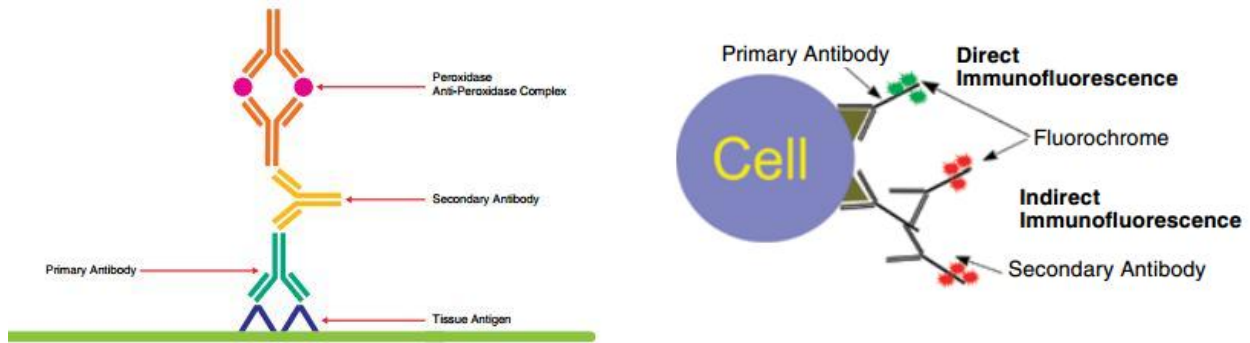 Peroxidase
Anti-Peroxidase Complex
Secondary Antibody
Primary Antibody
Tissue Antigen
Primary Antibody
Direct
Immunofluorescence
Cell
Fluorochrome
Indirect
Immunofluorescence
Secondary Antibody